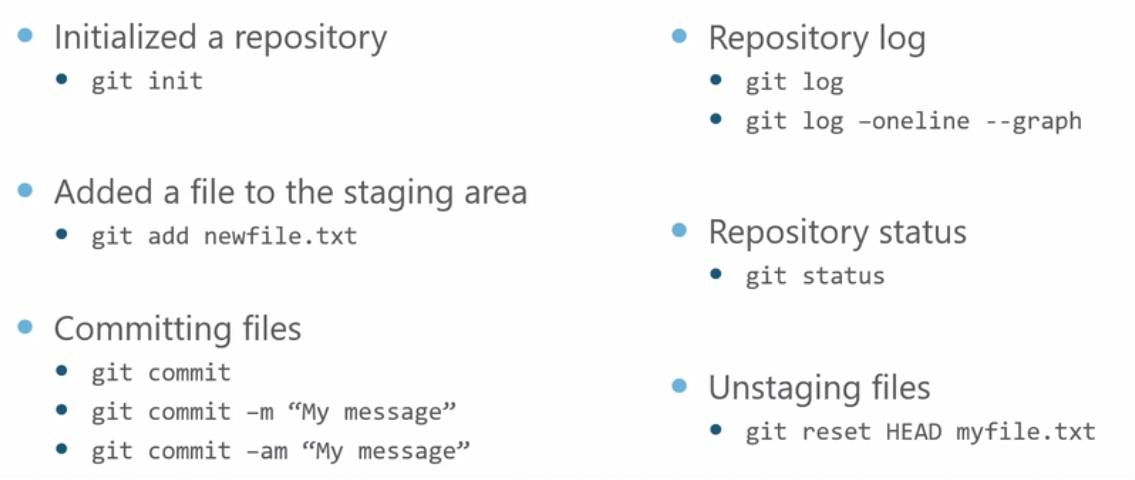 Initialized a repository
git init
Added a file to the staging area
git add newfile.txt
Committing files
git commit
git commit –m “My message”
git commit –am “My message”
Repository log
git log
git log –oneline --graph
Repository status
git status
Unstaging files
git reset HEAD myfile.txt